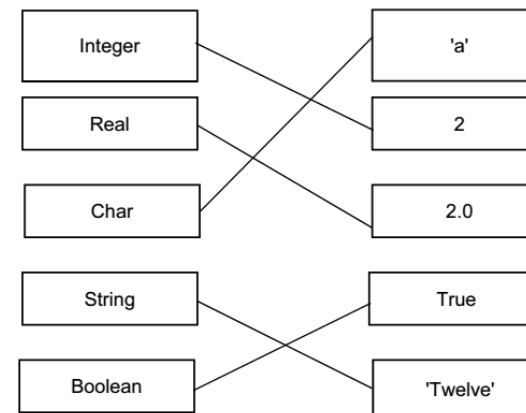 Integer 'a'
Real 2
Char 2.0
String True
Boolean 'Twelve'